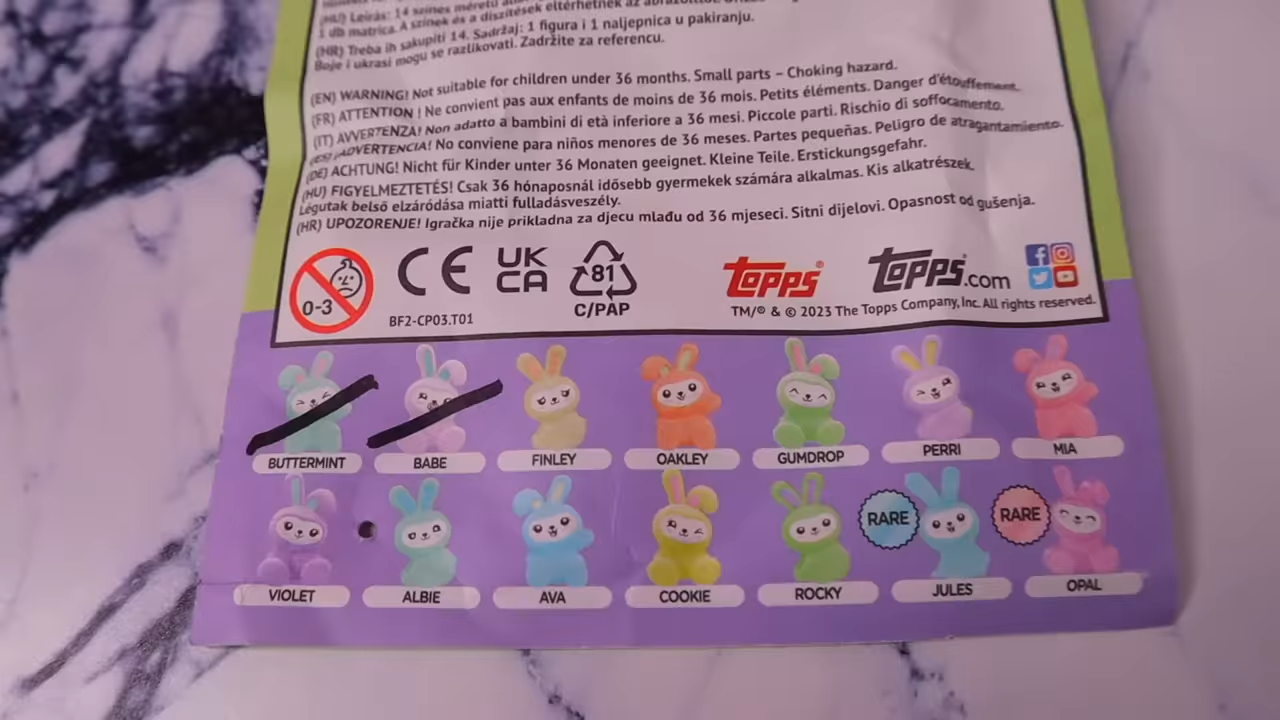 (HU) Leírás: 14 színes méretű
1 db matrica. A színek és a díszítések eltérhetnek az
(HR) Treba ih sakupiti 14. Sadržaj: 1 figura i 1 naljepnica u pakiranju.
Boje i ukrasi mogu se razlikovati. Zadržite za referencu.
(EN) WARNING! Not suitable for children under 36 months. Small parts – Choking hazard.
(FR) ATTENTION ! Ne convient pas aux enfants de moins de 36 mois. Petits éléments. Danger d'étouffement.
(IT) AVVERTENZA! Non adatto a bambini di età inferiore a 36 mesi. Piccole parti. Rischio di soffocamento.
(ES) ¡ADVERTENCIA! No conviene para niños menores de 36 meses. Partes pequeñas. Peligro de atragantamiento.
(DE) ACHTUNG! Nicht für Kinder unter 36 Monaten geeignet. Kleine Teile. Erstickungsgefahr.
(HU) FIGYELMEZTETÉS! Csak 36 hónaposnál idősebb gyermekek számára alkalmas. Kis alkatrészek.
Légutak belső elzáródása miatti fulladásveszély.
(HR) UPOZORENJE! Igračka nije prikladna za djecu mlađu od 36 mjeseci. Sitni dijelovi. Opasnost od gušenja.
0-3
CE
UK
CA
81
C/PAP
BF2-CP03.T01
Topps®
Topps.com
TM/® & © 2023 The Topps Company, Inc. All rights reserved.
BUTTERMINT BABE FINLEY OAKLEY GUMDROP PERRI MIA
RARE RARE
VIOLET ALBIE AVA COOKIE ROCKY JULES OPAL